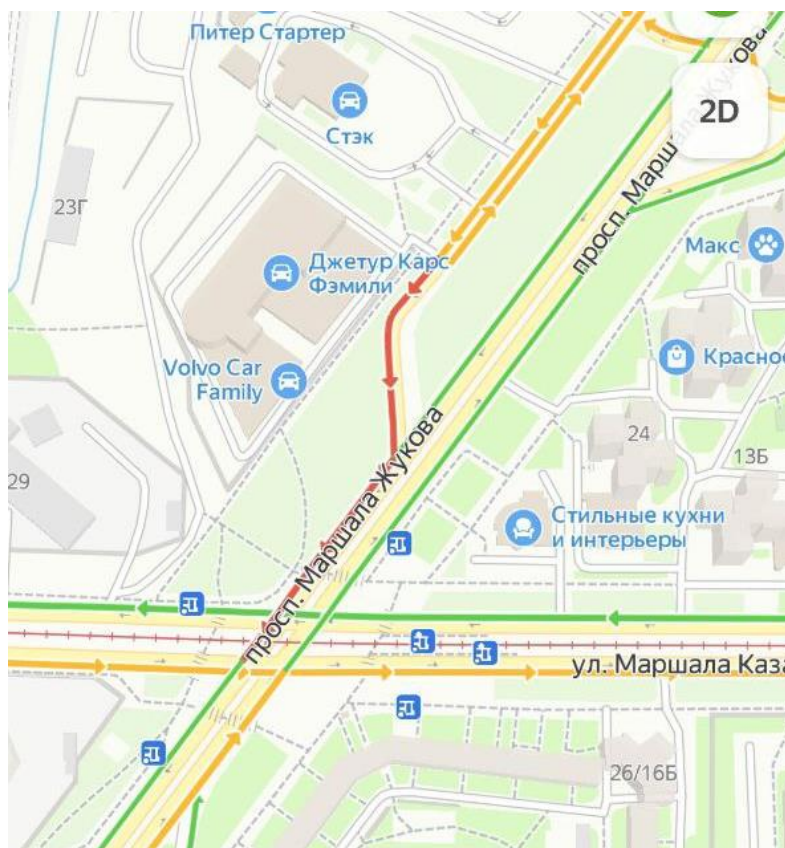 Питер Стартер
Стэк
2D
просп. Маршала Жукова
23Г
Макс
Джетур Карс
Фэмили
Volvo Car
Family
24
13Б
29
Стильные кухни
и интерьеры
просп. Маршала Жукова
ул. Маршала
26/16Б